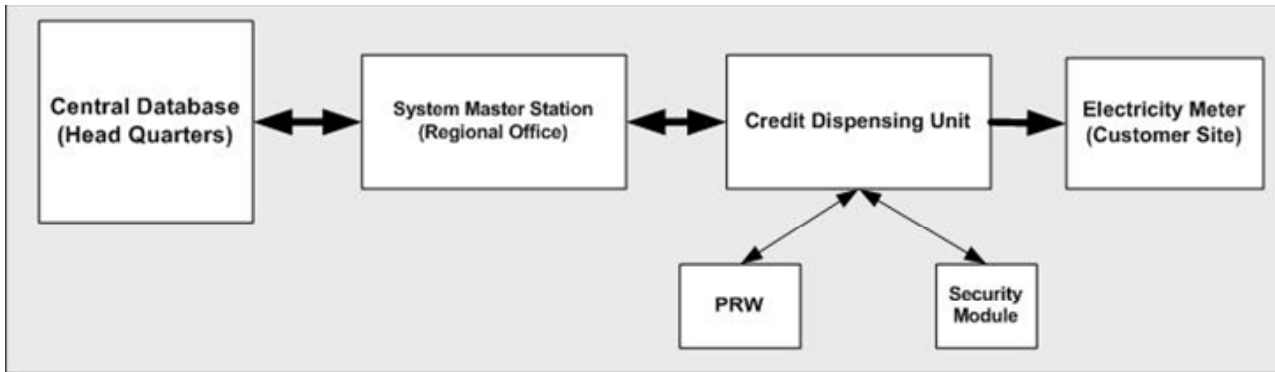 Central Database
(Head Quarters)
System Master Station
(Regional Office)
Credit Dispensing Unit
Electricity Meter
(Customer Site)
PRW
Security
Module